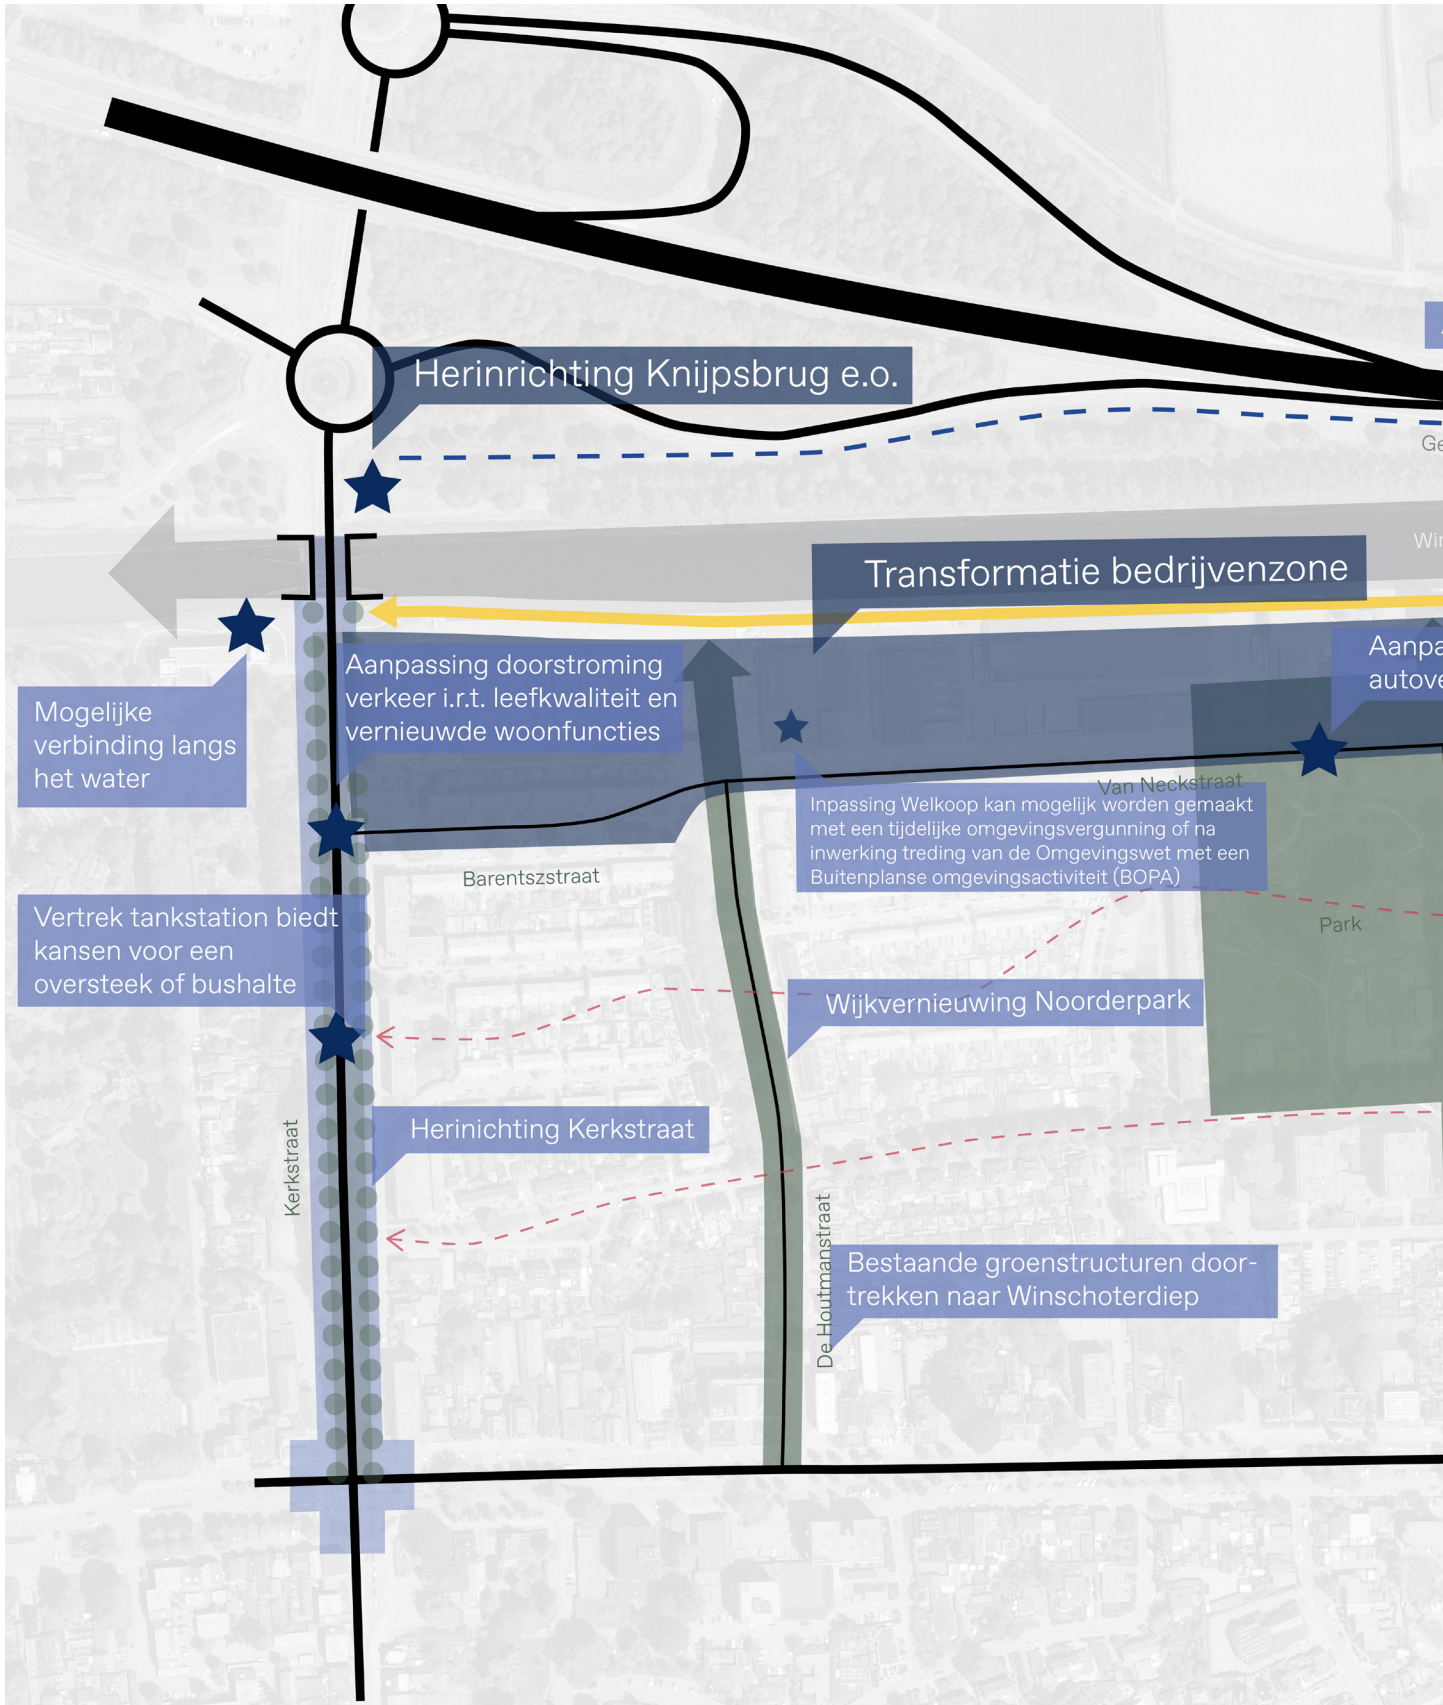 Herinrichting Knijpsbrug e.o.
Transformatie bedrijvenzone
Aanpassing doorstroming
verkeer i.r.t. leefkwaliteit en
vernieuwde woonfuncties
Mogelijke
verbinding langs
het water
Van Neckstraat
Inpassing Welkoop kan mogelijk worden gemaakt
met een tijdelijke omgevingsvergunning of na
inwerking treding van de Omgevingswet met een
Buitenplanse omgevingsactiviteit (BOPA)
Barentszstraat
Vertrek tankstation biedt
kansen voor een
oversteek of bushalte
Park
Wijkvernieuwing Noorderpark
Herinichting Kerkstraat
Kerkstraat
De Houtmanstraat
Bestaande groenstructuren door-
trekken naar Winschoterdiep